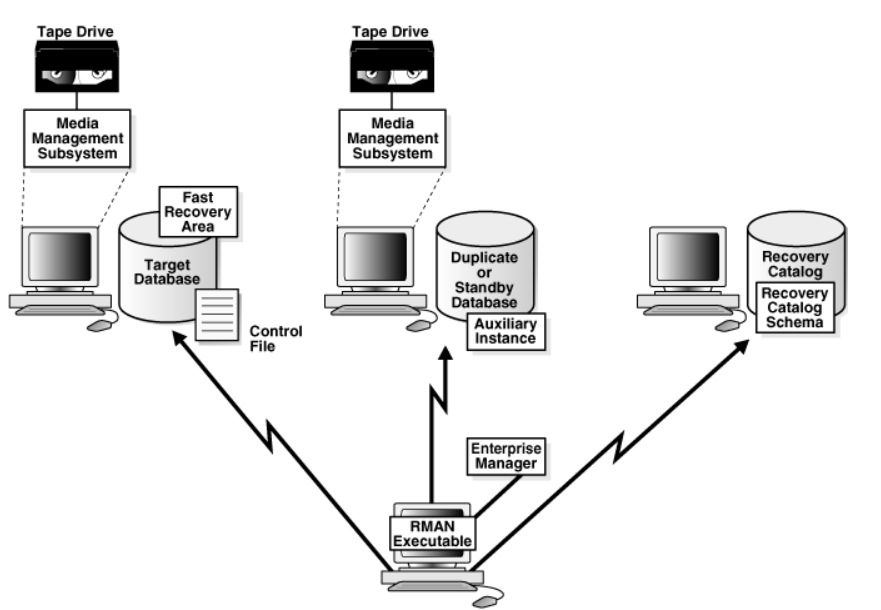 Tape Drive
Media
Management
Subsystem
Fast
Recovery
Area
Target
Database
Control
File
Tape Drive
Media
Management
Subsystem
Duplicate
or
Standby
Database
Auxiliary
Instance
Recovery
Catalog
Recovery
Catalog
Schema
Enterprise
Manager
RMAN
Executable